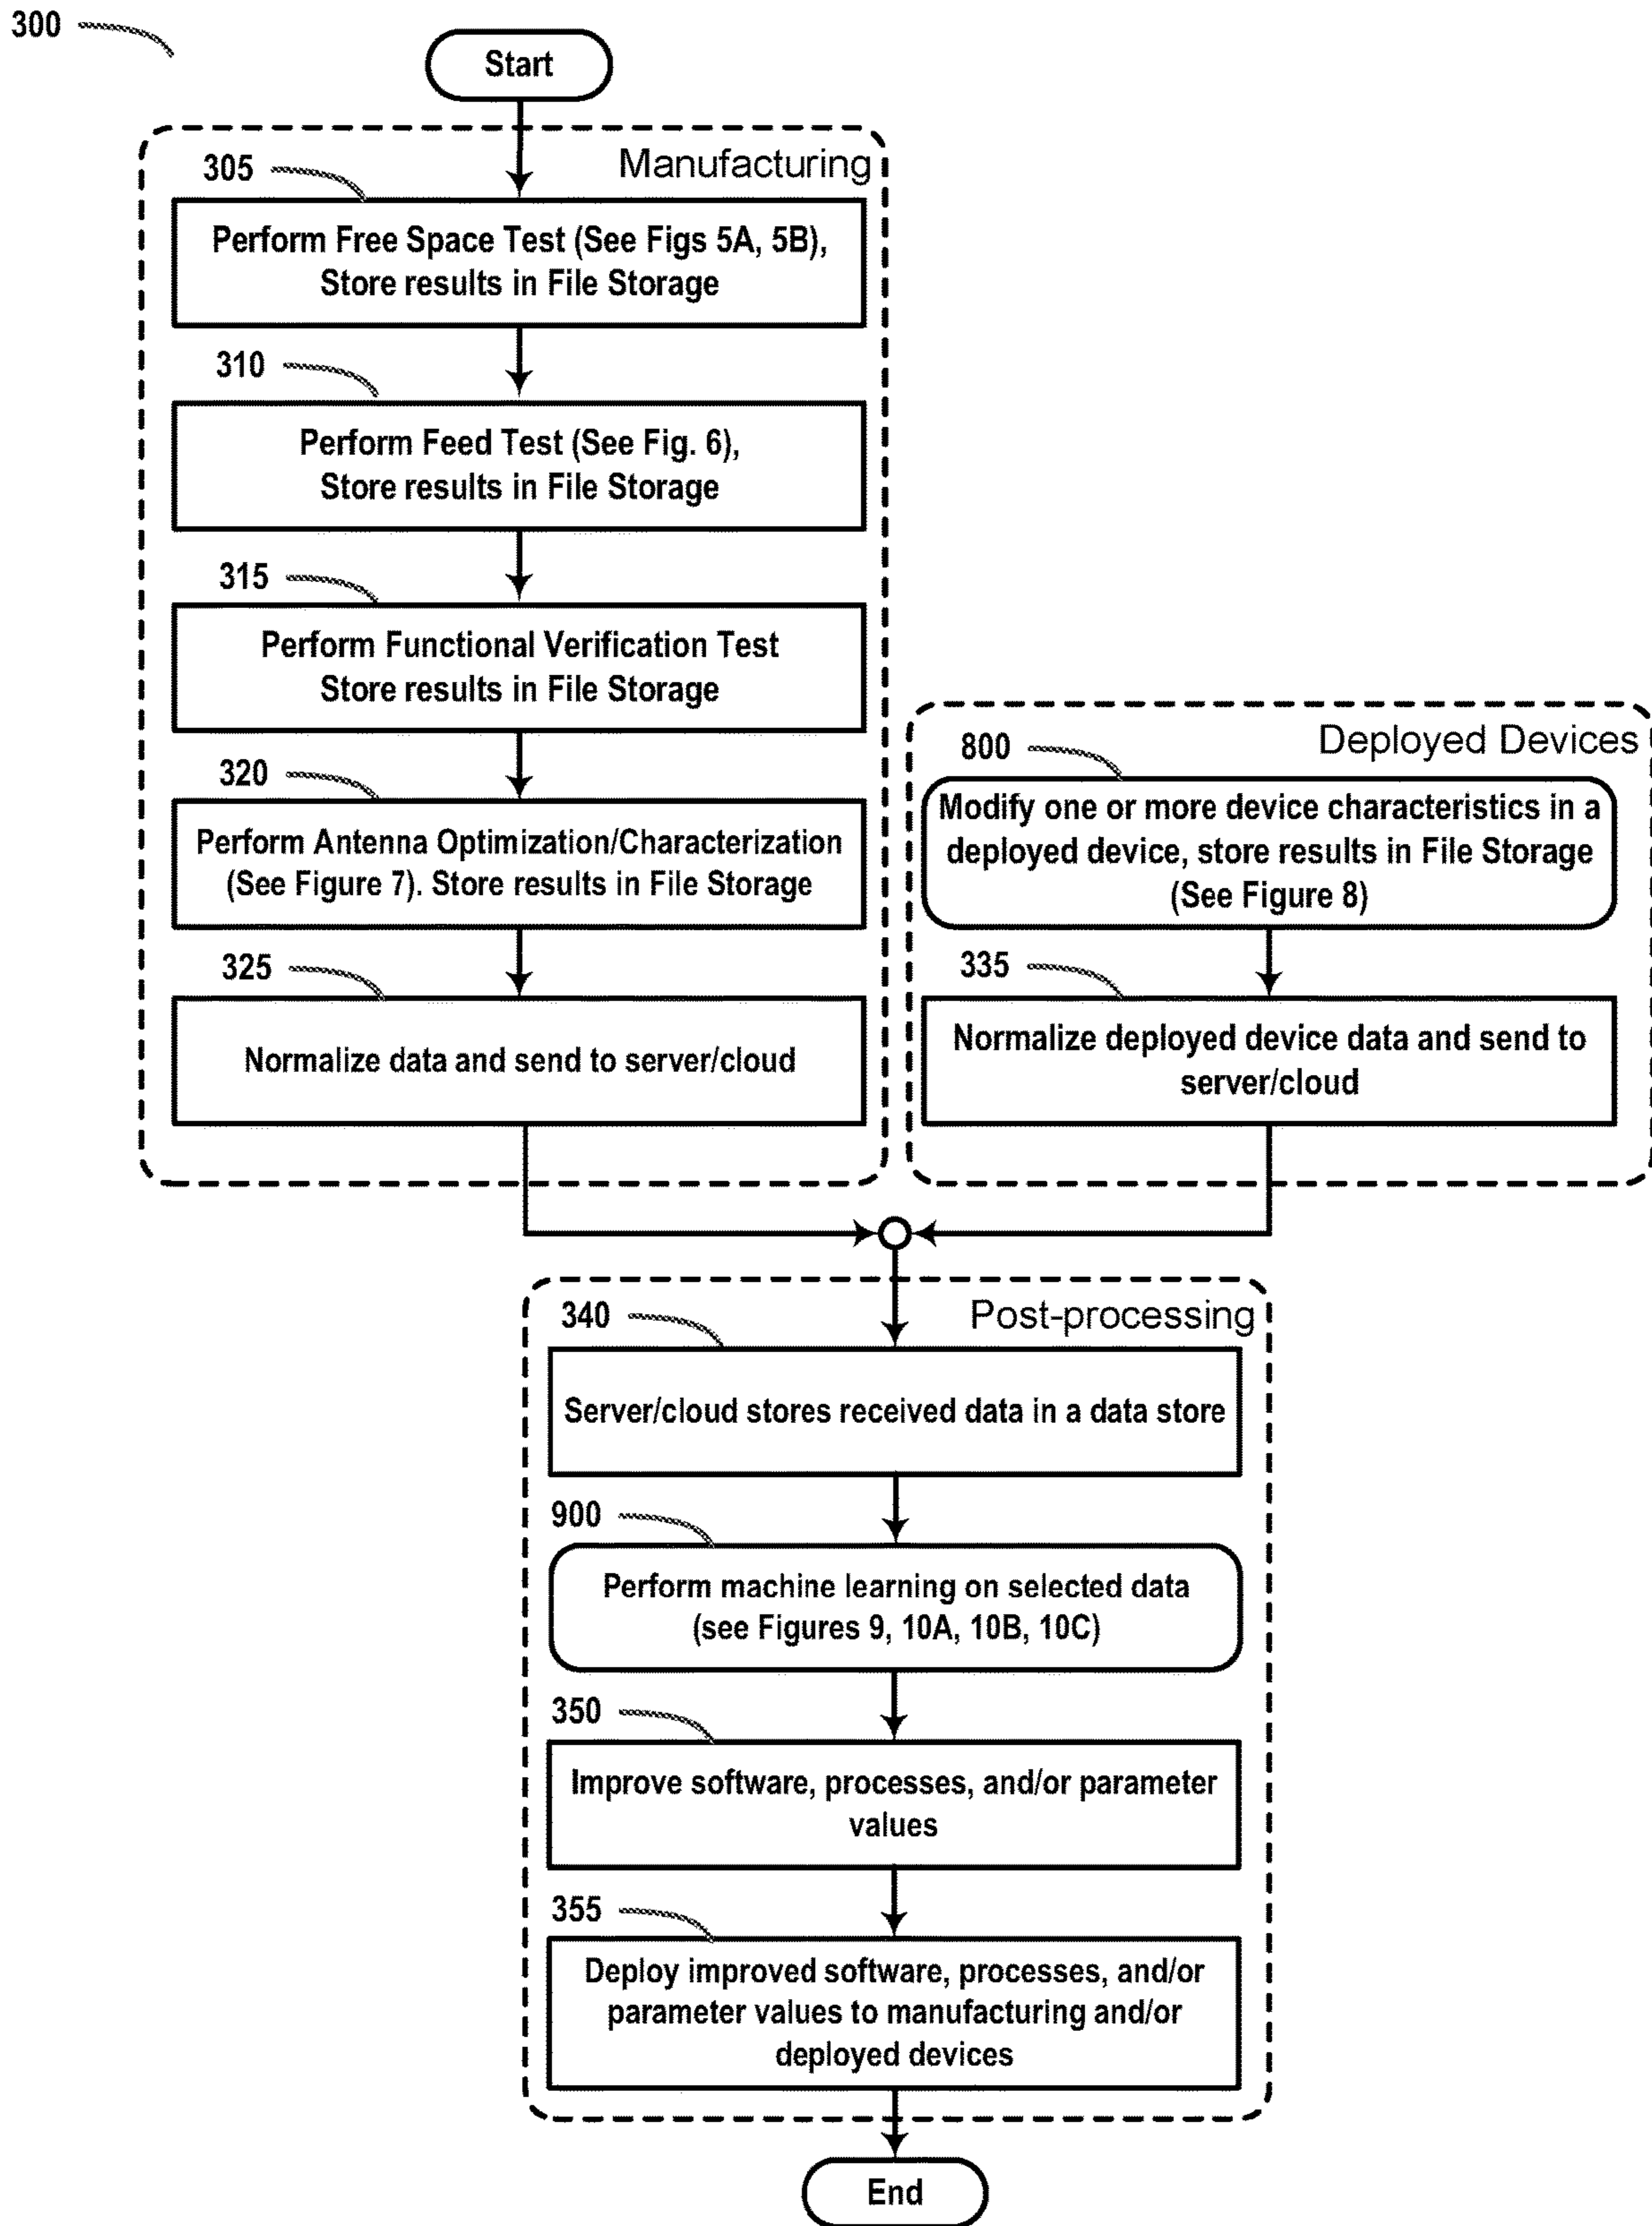 300
Start
Manufacturing
305
Perform Free Space Test (See Figs 5A, 5B),
Store results in File Storage
310
Perform Feed Test (See Fig. 6),
Store results in File Storage
315
Perform Functional Verification Test
Store results in File Storage
320
Perform Antenna Optimization/Characterization
(See Figure 7). Store results in File Storage
325
Normalize data and send to server/cloud
Deployed Devices
800
Modify one or more device characteristics in a
deployed device, store results in File Storage
(See Figure 8)
335
Normalize deployed device data and send to
server/cloud
Post-processing
340
Server/cloud stores received data in a data store
900
Perform machine learning on selected data
(see Figures 9, 10A, 10B, 10C)
350
Improve software, processes, and/or parameter
values
355
Deploy improved software, processes, and/or
parameter values to manufacturing and/or
deployed devices
End